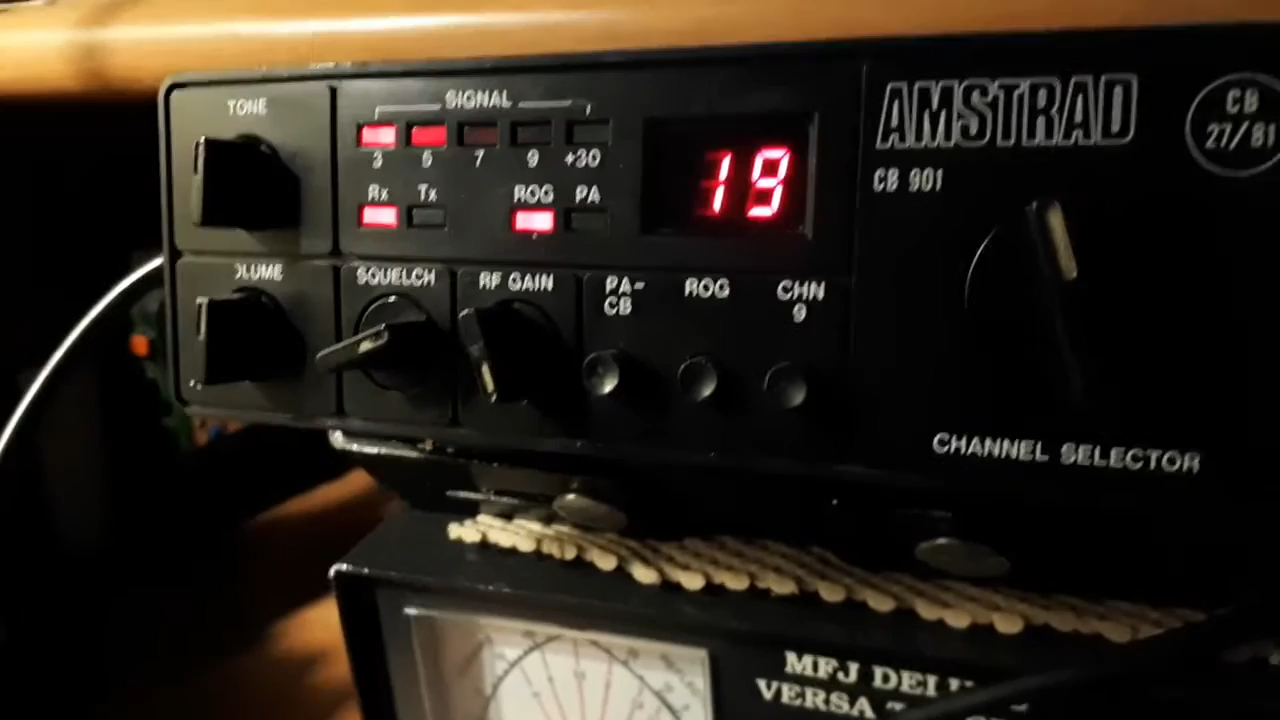 TONE
SIGNAL
3 5 7 9 +30
Rx Tx ROG PA
19
AMSTRAD
CB 901
CB
27/81
OLUME
SQUELCH
RF GAIN
PA-
CB
ROG
CHN
9
CHANNEL SELECTOR
MFJ
VERSA